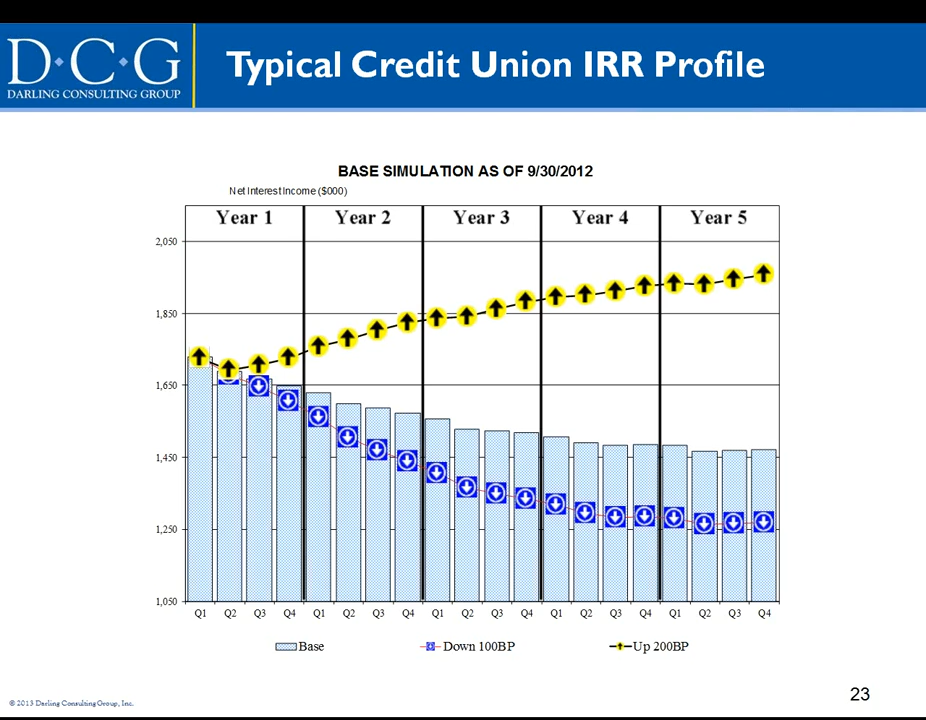 D·C·G
DARLING CONSULTING GROUP
Typical Credit Union IRR Profile
BASE SIMULATION AS OF 9/30/2012
Net Interest Income ($000)
Year 1 Year 2 Year 3 Year 4 Year 5
2,050
1,850
1,650
1,450
1,250
1,050
Q1 Q2 Q3 Q4 Q1 Q2 Q3 Q4 Q1 Q2 Q3 Q4 Q1 Q2 Q3 Q4 Q1 Q2 Q3 Q4
Base Down 100BP Up 200BP
© 2013 Darling Consulting Group, Inc.
23